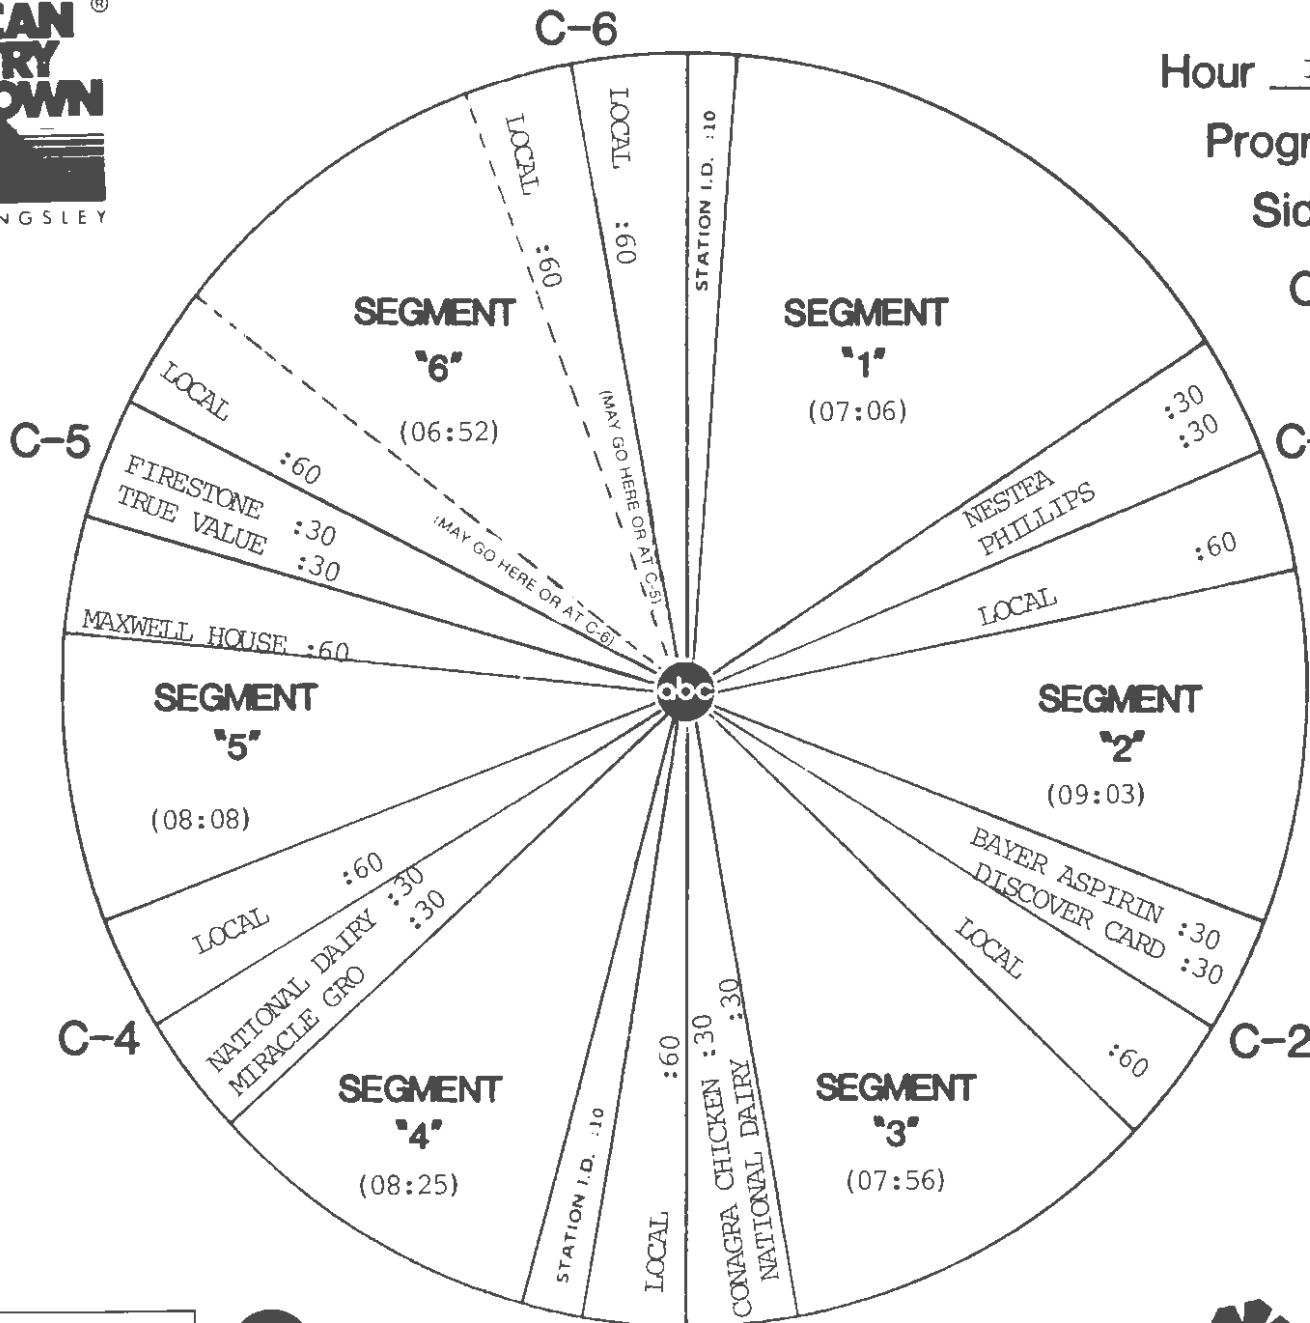 C-6
®
Hour
STATION I.D. :10
SEGMENT
"1"
(07:06)
NESTEA :30
PHILLIPS :30
LOCAL :60
SEGMENT
"2"
(09:03)
BAYER ASPIRIN :30
DISCOVER CARD :30
C-2
LOCAL :60
SEGMENT
"3"
(07:56)
CONAGRA CHICKEN :30
NATIONAL DAIRY :30
LOCAL :60
STATION I.D. :10
SEGMENT
"4"
(08:25)
C-4
NATIONAL DAIRY :30
MIRACLE GRO :30
LOCAL :60
SEGMENT
"5"
(08:08)
MAXWELL HOUSE :60
C-5
FIRESTONE :30
TRUE VALUE :30
LOCAL :60
(MAY GO HERE OR AT C-6)
SEGMENT
"6"
(06:52)
LOCAL :60
(MAY GO HERE OR AT C-5)
LOCAL :60
abc